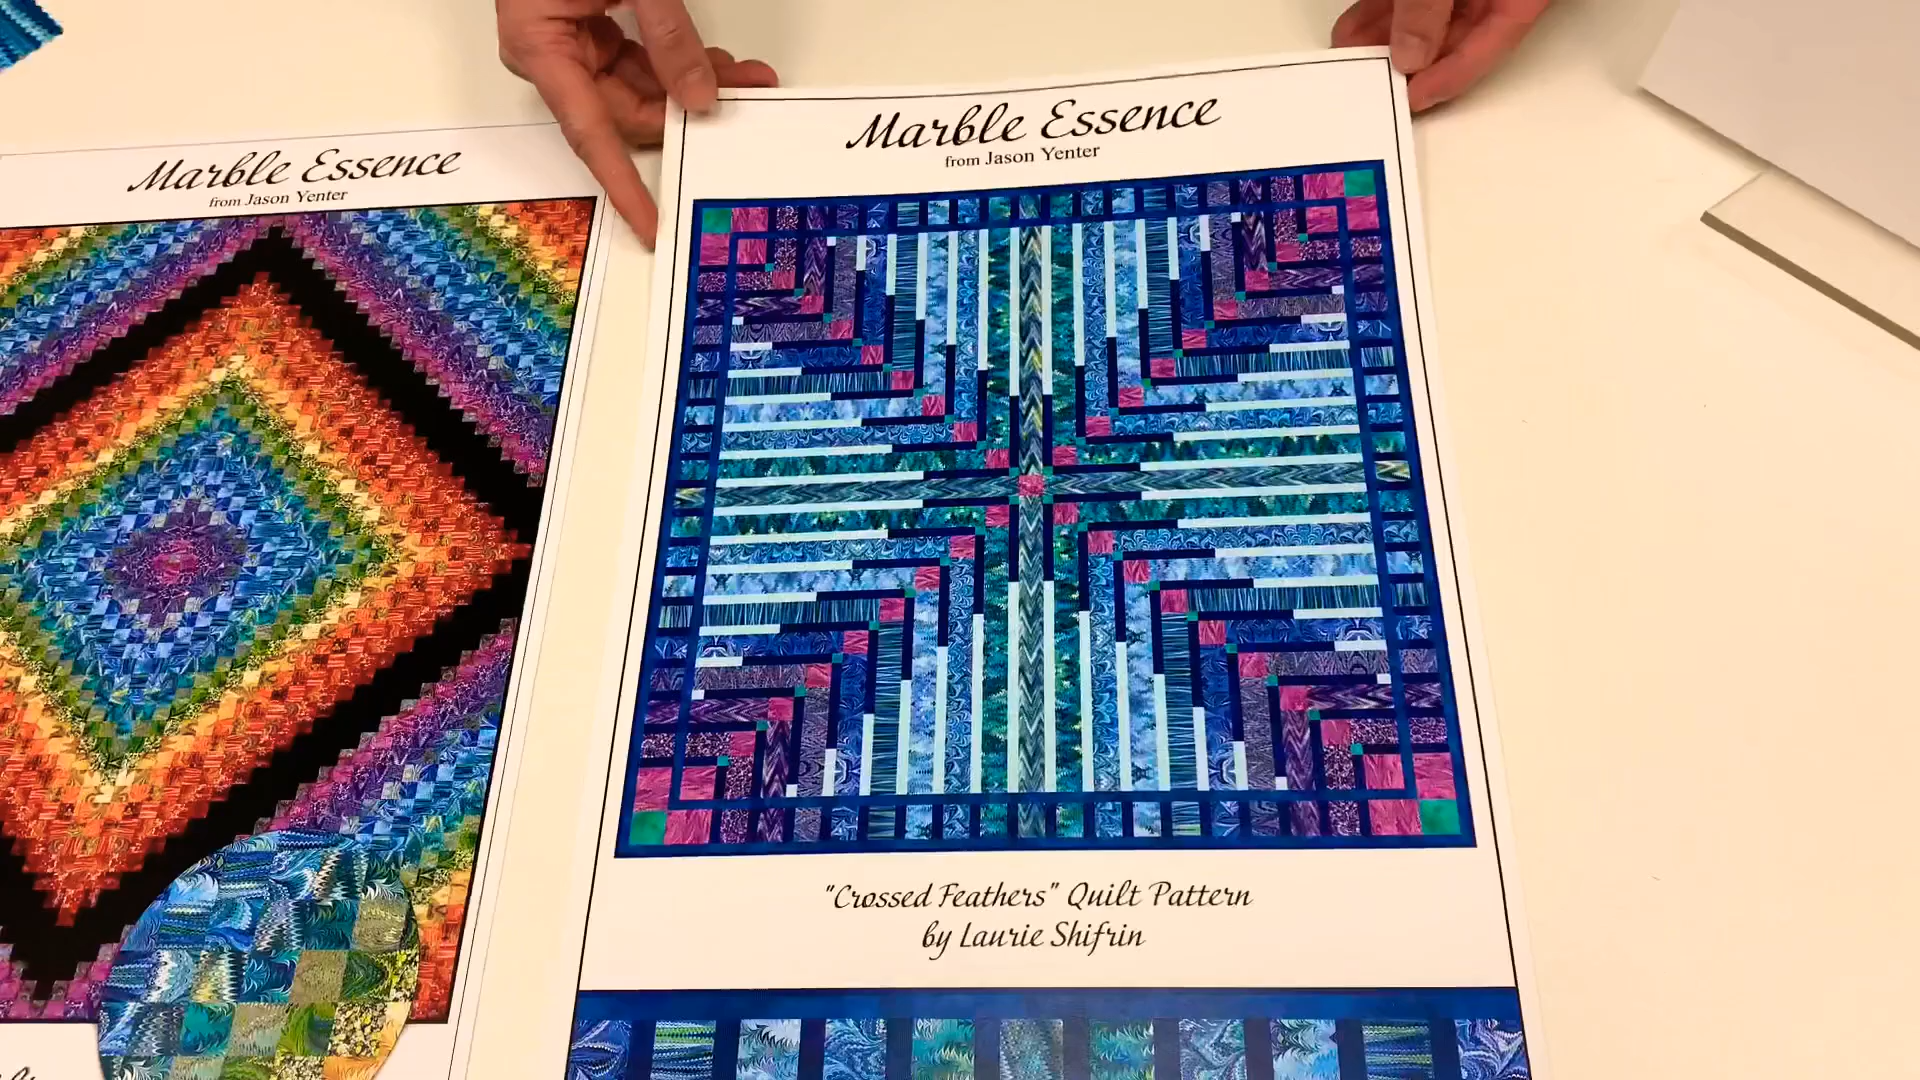 Marble Essence
from Jason Yenter
Marble Essence
from Jason Yenter
"Crossed Feathers" Quilt Pattern
by Laurie Shifrin